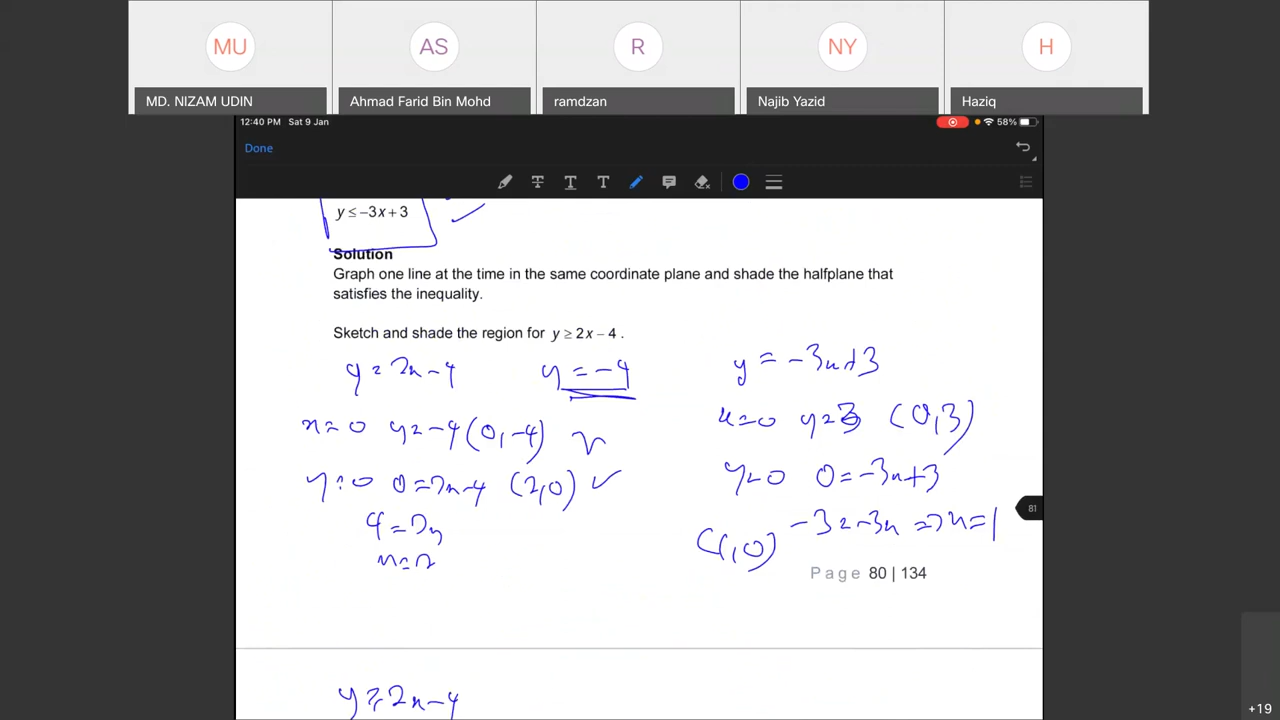 MU AS R NY H
MD. NIZAM UDIN Ahmad Farid Bin Mohd ramdzan Najib Yazid Haziq
12:40 PM Sat 9 Jan 58%
Done
T T T
y ≤ -3x + 3
Solution
Graph one line at the time in the same coordinate plane and shade the halfplane that
satisfies the inequality.
Sketch and shade the region for y ≥ 2x - 4 .
y = 2x - 4 y = -4 y = -3x + 3
x = 0 y = -4 (0, -4) x = 0 y = 3 (0, 3)
y = 0 0 = 2x - 4 (2, 0) y = 0 0 = -3x + 3
4 = 2x -3 = -3x => x = 1
x = 2 (1, 0)
81
Page 80 | 134
y ≥ 2x - 4
+19